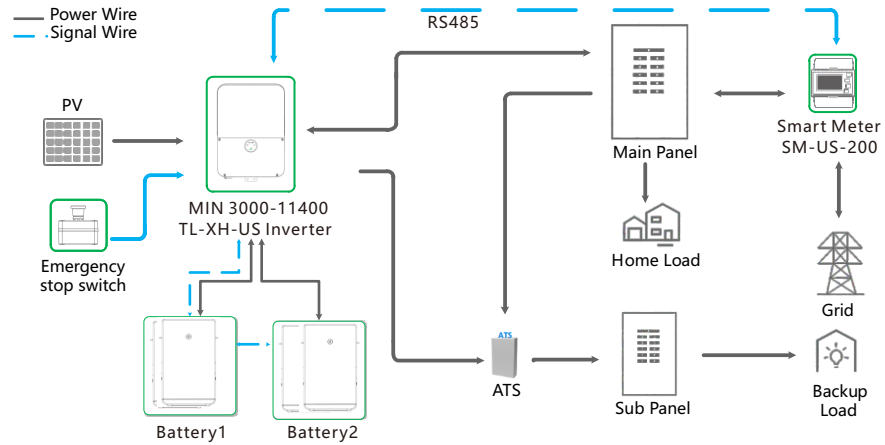 Power Wire
Signal Wire
RS485
PV
Smart Meter
SM-US-200
Main Panel
MIN 3000-11400
TL-XH-US Inverter
Emergency
stop switch
Home Load
Grid
ATS
ATS
Sub Panel
Backup
Load
Battery1
Battery2